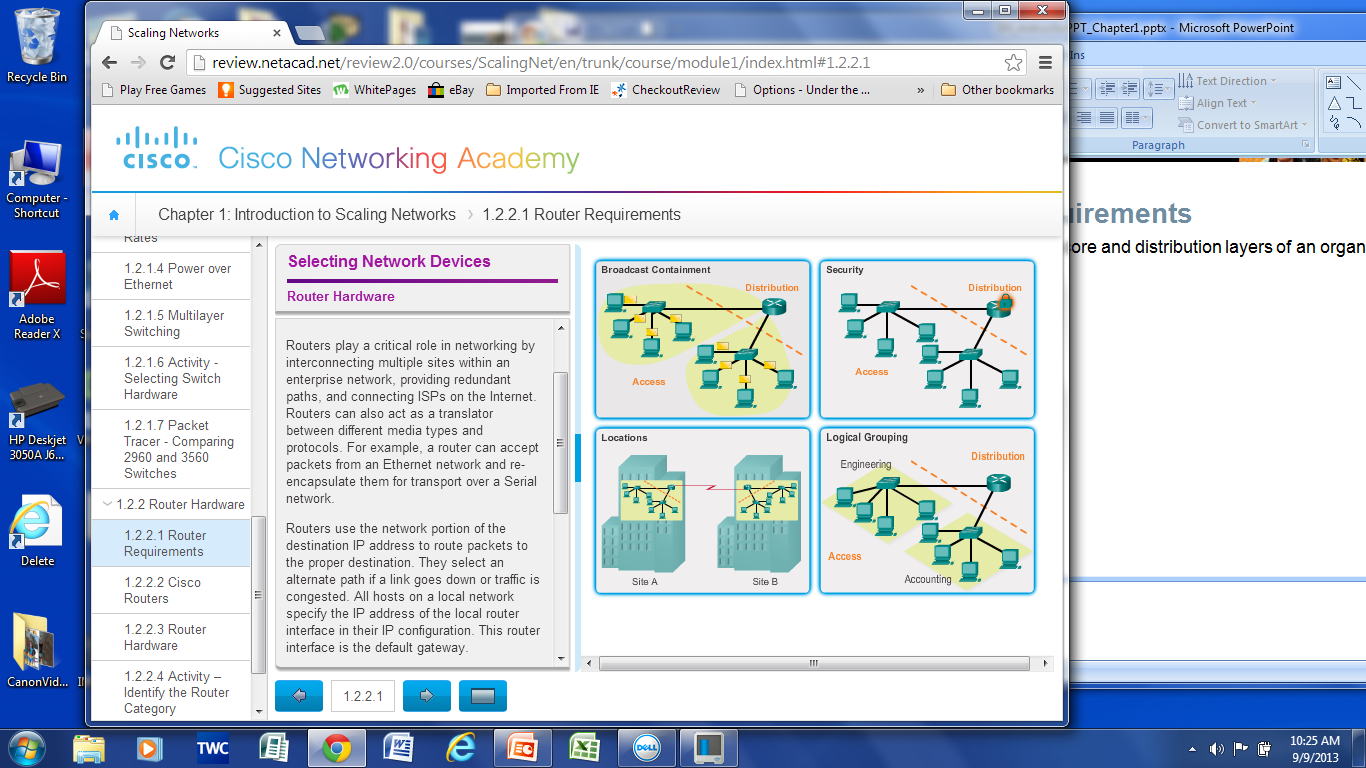 Recycle Bin
Computer -
Shortcut
Adobe
Reader X
HP Deskjet
3050A J6...
Delete
CanonVid...
Scaling Networks
review.netacad.net/review2.0/courses/ScalingNet/en/trunk/course/module1/index.html#1.2.2.1
Play Free Games Suggested Sites WhitePages eBay Imported From IE CheckoutReview Options - Under the ... » Other bookmarks
CISCO Cisco Networking Academy
Chapter 1: Introduction to Scaling Networks › 1.2.2.1 Router Requirements
Rates
1.2.1.4 Power over
Ethernet
1.2.1.5 Multilayer
Switching
1.2.1.6 Activity -
Selecting Switch
Hardware
1.2.1.7 Packet
Tracer - Comparing
2960 and 3560
Switches
1.2.2 Router Hardware
1.2.2.1 Router
Requirements
1.2.2.2 Cisco
Routers
1.2.2.3 Router
Hardware
1.2.2.4 Activity –
Identify the Router
Category
Selecting Network Devices
Router Hardware
Routers play a critical role in networking by
interconnecting multiple sites within an
enterprise network, providing redundant
paths, and connecting ISPs on the Internet.
Routers can also act as a translator
between different media types and
protocols. For example, a router can accept
packets from an Ethernet network and re-
encapsulate them for transport over a Serial
network.
Routers use the network portion of the
destination IP address to route packets to
the proper destination. They select an
alternate path if a link goes down or traffic is
congested. All hosts on a local network
specify the IP address of the local router
interface in their IP configuration. This router
interface is the default gateway.
1.2.2.1
Broadcast Containment
Distribution
Access
Security
Distribution
Access
Locations
Site A Site B
Logical Grouping
Engineering
Distribution
Access
Accounting
PPT_Chapter1.pptx - Microsoft PowerPoint
Ins
Text Direction
Align Text
Convert to SmartArt
Paragraph
uirements
ore and distribution layers of an organ
TWC
DELL
10:25 AM
9/9/2013